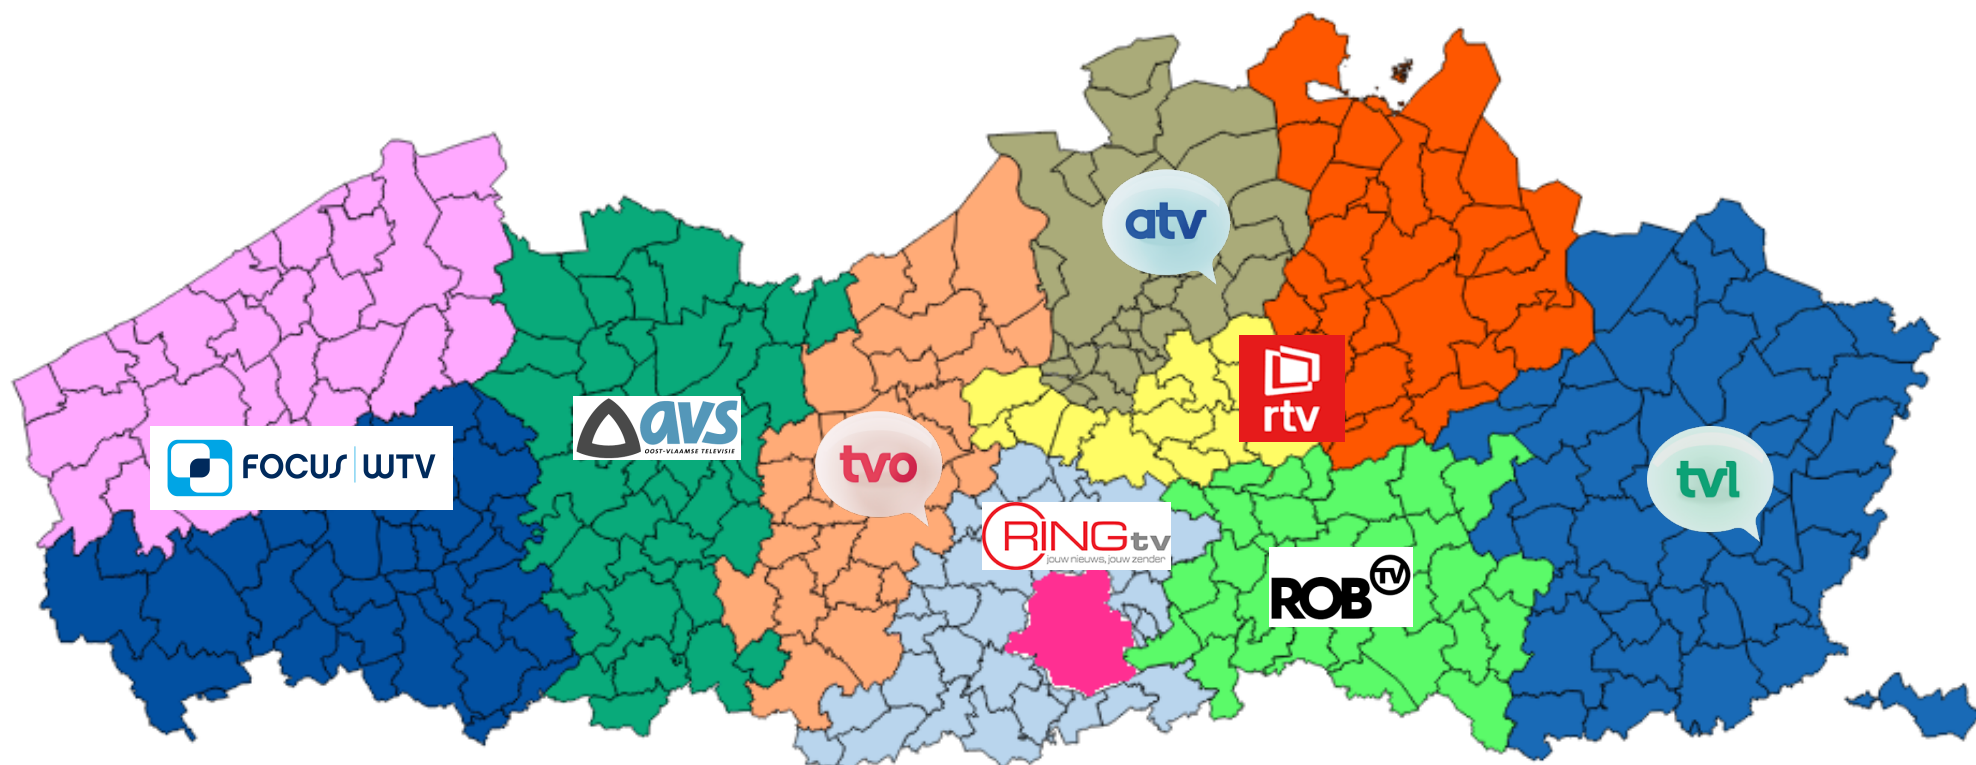 FOCUS | WTV
avs
OOST-VLAAMSE TELEVISIE
tvo
atv
rtv
RINGtv
jouw nieuws, jouw zender
ROB TV
tvl